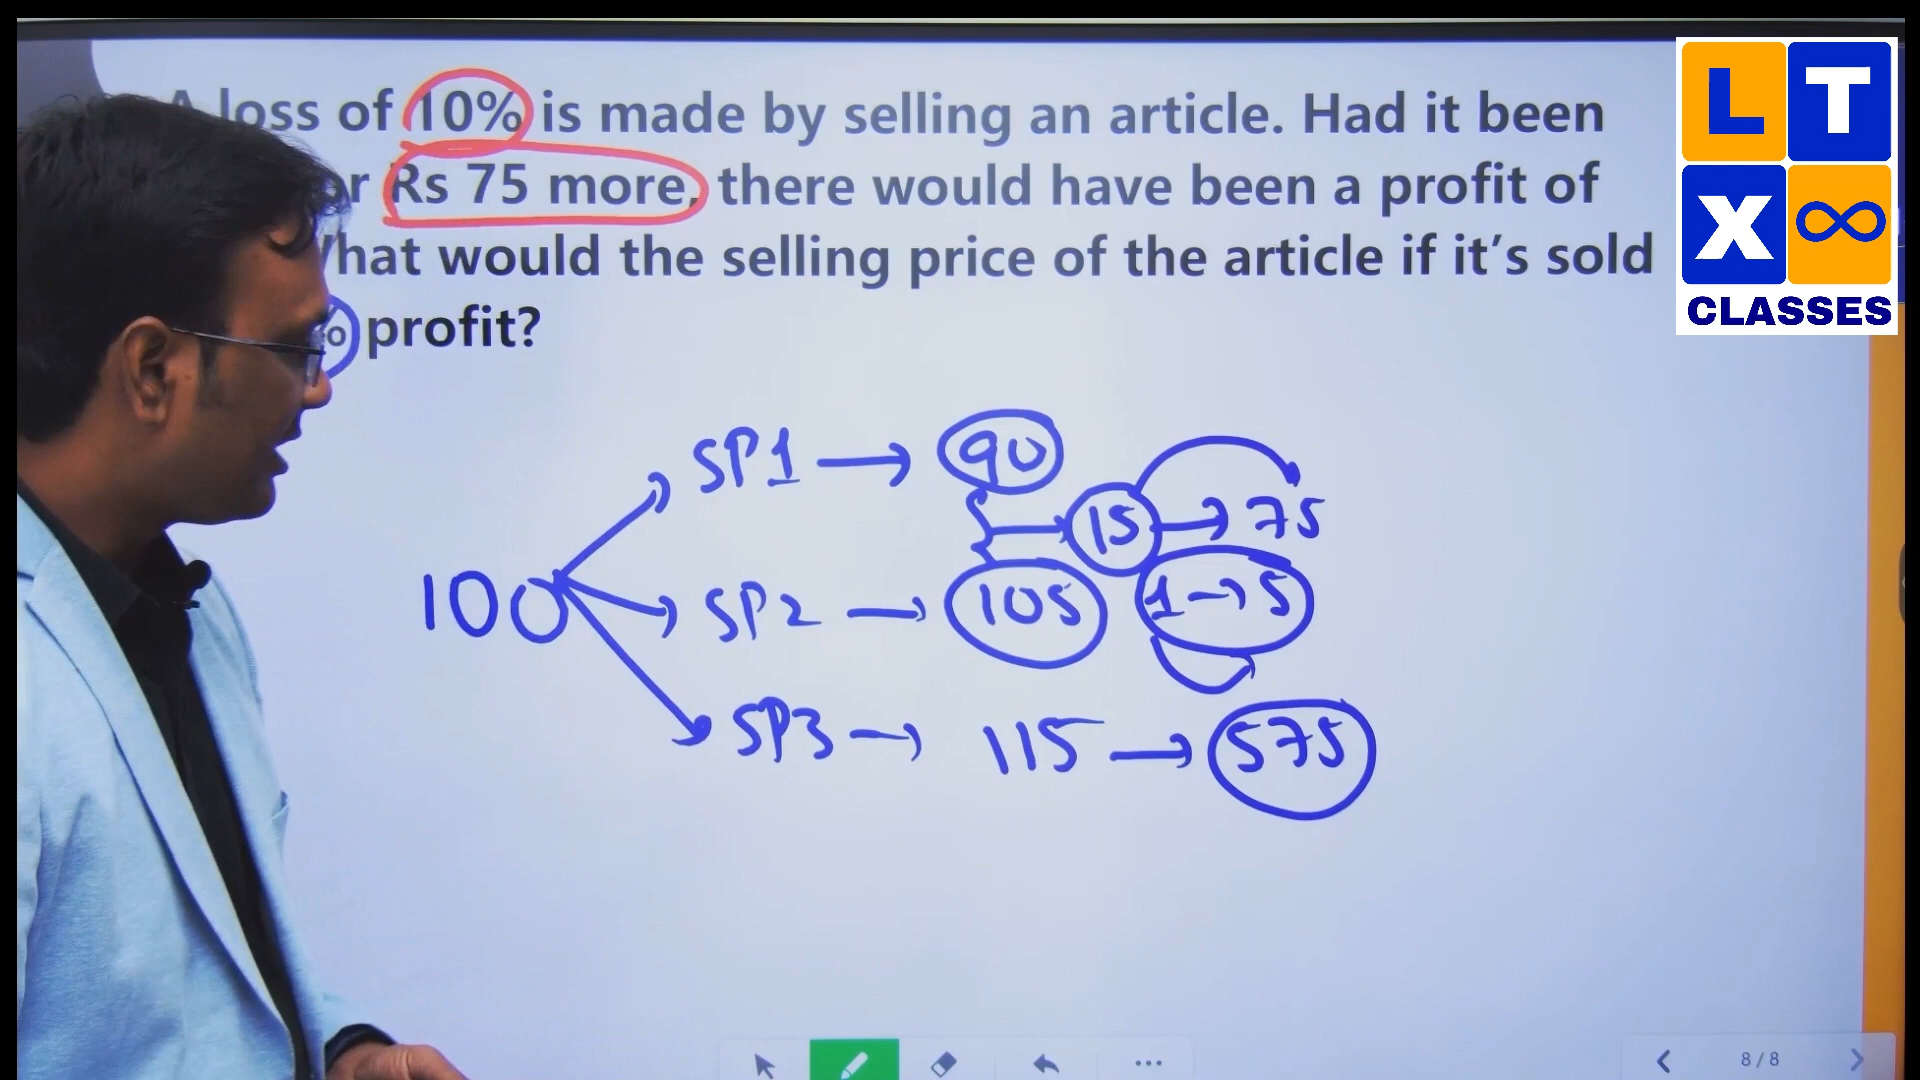 loss of 10% is made by selling an article. Had it been
Rs 75 more, there would have been a profit of
What would the selling price of the article if it's sold
% profit?
SP1 → 90
15 → 75
100
SP2 → 105
1 → 5
SP3 → 115 → 575
L T
X ∞
CLASSES
8 / 8